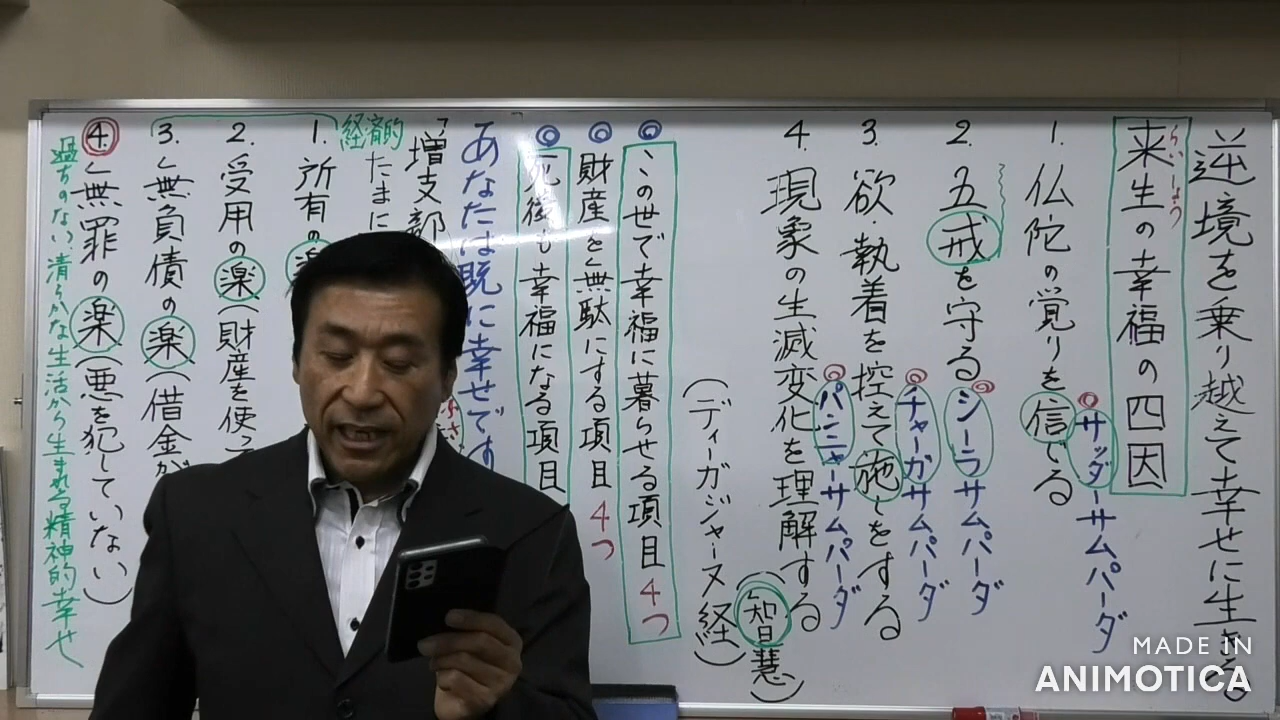 逆境を乗り越えて幸せに生きる
来生の幸福の四因
らいしょう
1. 仏陀の覚りを信じる
サッダーサムパーダ
2. 五戒を守る
シーラサムパーダ
3. 欲・執着を控えて施しをする
チャーガサムパーダ
4. 現象の生滅変化を理解する
パンニャーサムパーダ
(智慧)
(ディーガジャーヌ経)
◎ この世で幸福に暮らせる項目 4つ
◎ 財産を無駄にする項目 4つ
◎ 死後も幸福になる項目
あなたは既に幸せです
「増支部
たまに
経済的
1. 所有の楽
2. 受用の楽(財産を使っ
3. 無負債の楽(借金が
4. 無罪の楽(悪を犯していない)
過ちのない清らかな生活から生まれる精神的幸せ
MADE IN
ANIMOTICA